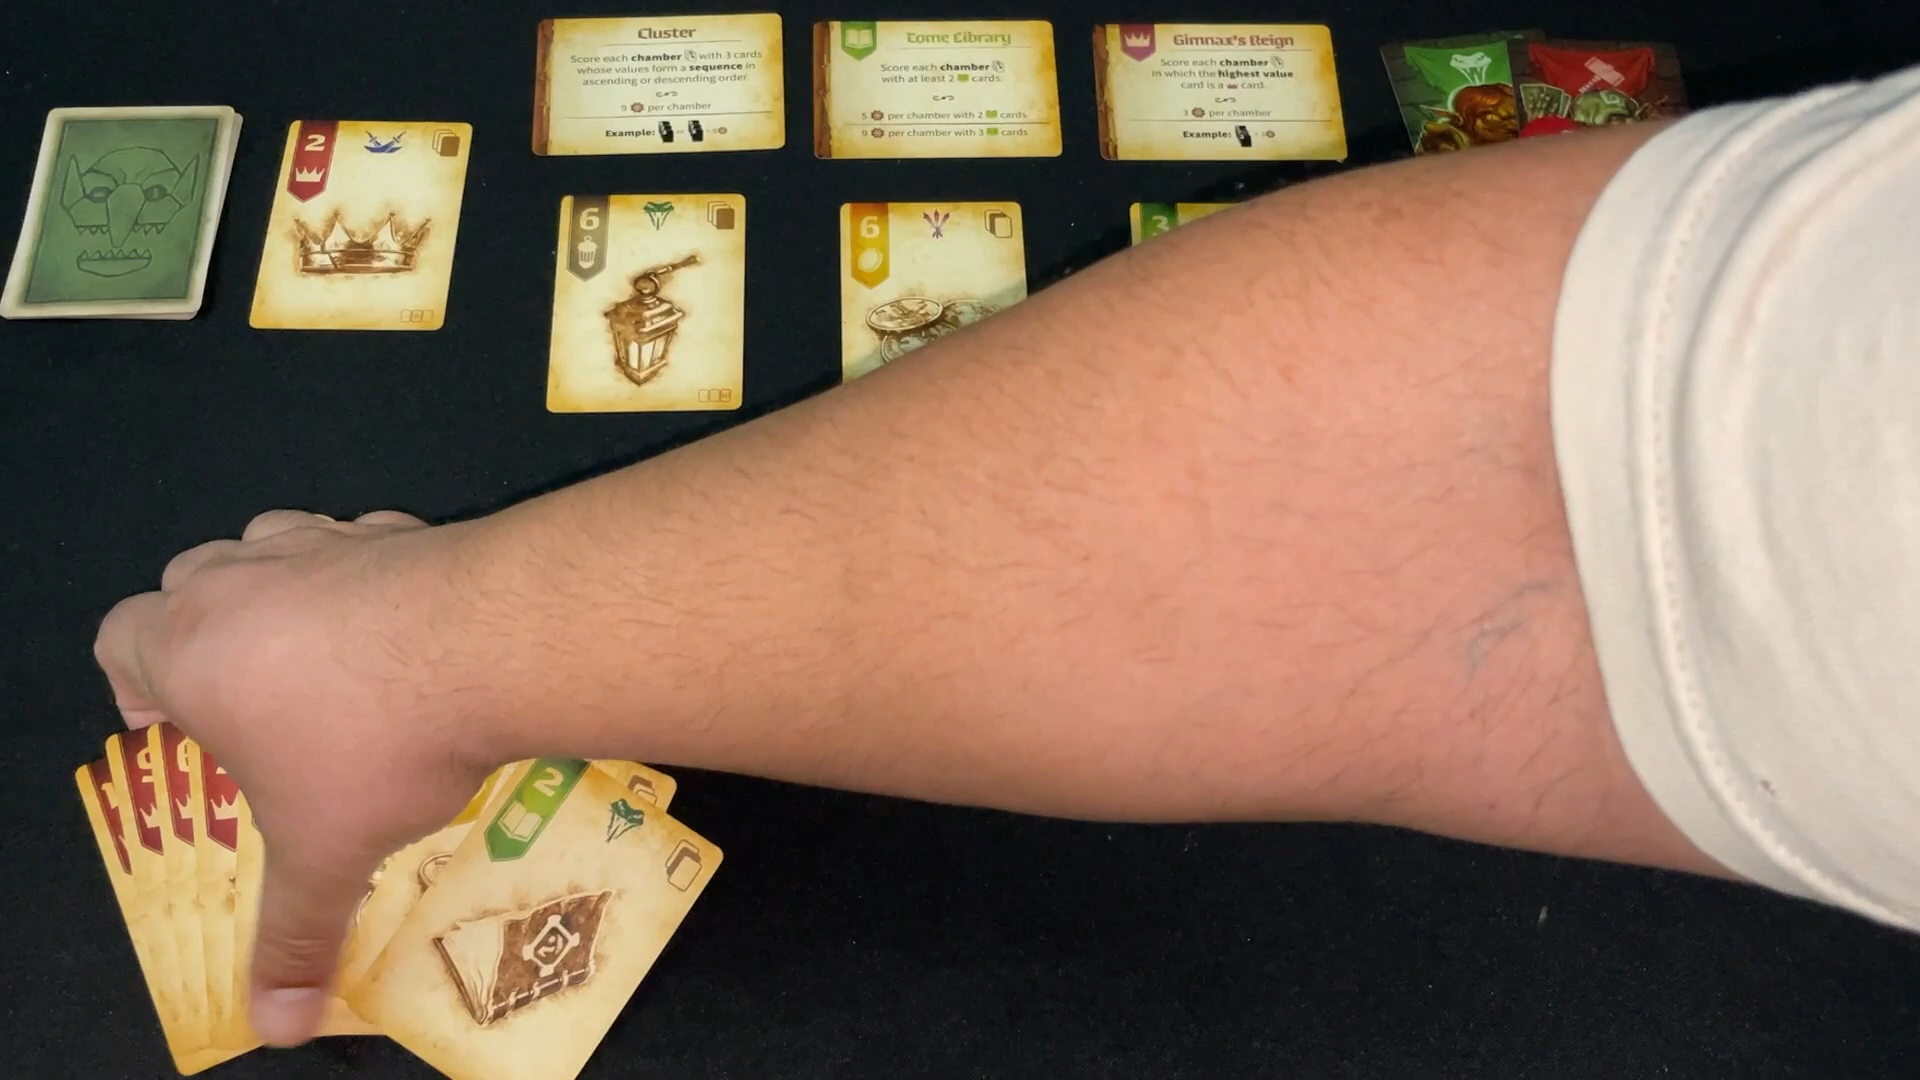 Cluster
Score each chamber with 3 cards
whose values form a sequence in
ascending or descending order.
9 per chamber
Example:
Tome Library
Score each chamber
with at least 2 cards.
5 per chamber with 2 cards
9 per chamber with 3 cards
Gimnax's Reign
Score each chamber
in which the highest value
card is a card.
3 per chamber
Example:
2
6
6
3
2